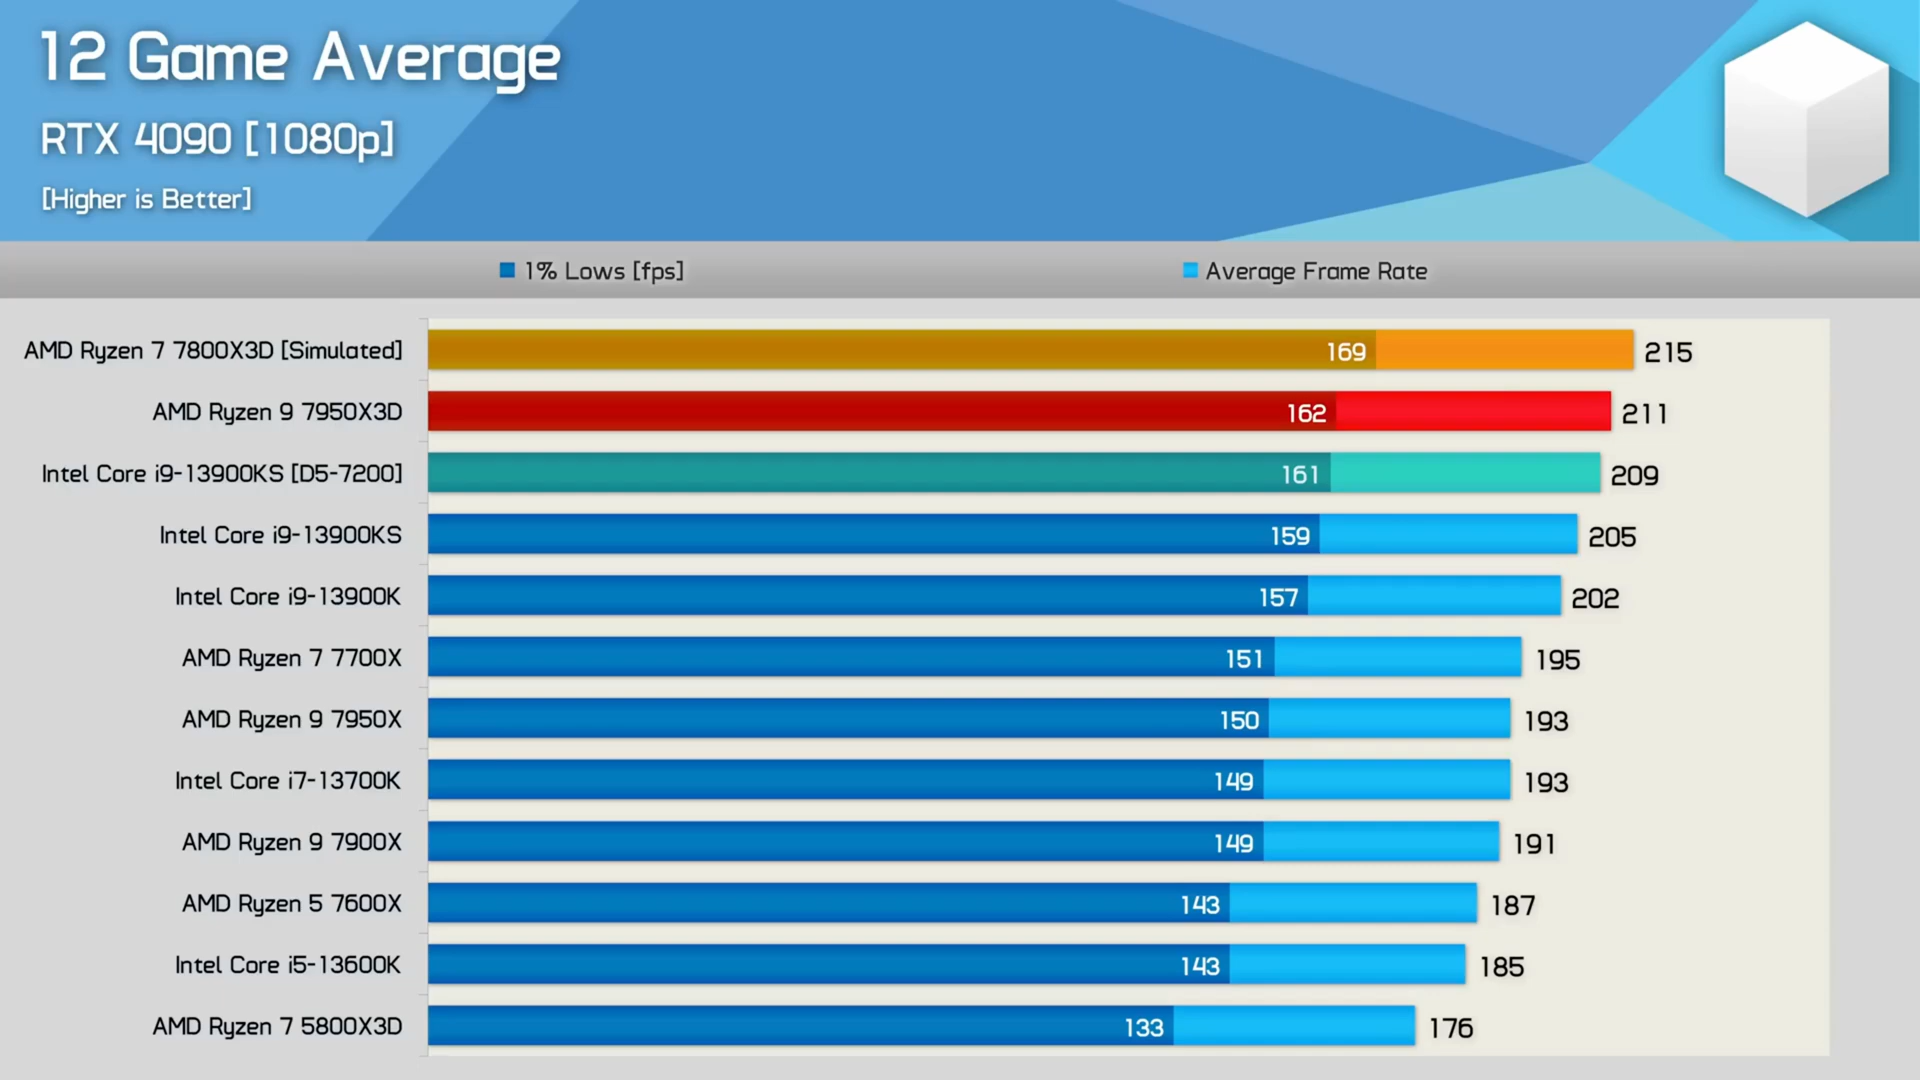 12 Game Average
RTX 4090 [1080p]
[Higher is Better]
1% Lows [fps] Average Frame Rate
AMD Ryzen 7 7800X3D [Simulated] 169 215
AMD Ryzen 9 7950X3D 162 211
Intel Core i9-13900KS [D5-7200] 161 209
Intel Core i9-13900KS 159 205
Intel Core i9-13900K 157 202
AMD Ryzen 7 7700X 151 195
AMD Ryzen 9 7950X 150 193
Intel Core i7-13700K 149 193
AMD Ryzen 9 7900X 149 191
AMD Ryzen 5 7600X 143 187
Intel Core i5-13600K 143 185
AMD Ryzen 7 5800X3D 133 176